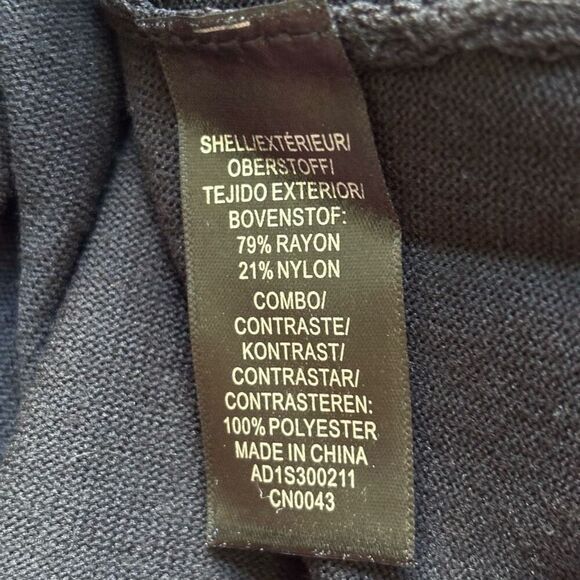 SHELL/EXTÉRIEUR/
OBERSTOFF/
TEJIDO EXTERIOR/
BOVENSTOF:
79% RAYON
21% NYLON
COMBO/
CONTRASTE/
KONTRAST/
CONTRASTAR/
CONTRASTEREN:
100% POLYESTER
MADE IN CHINA
AD1S300211
CN0043